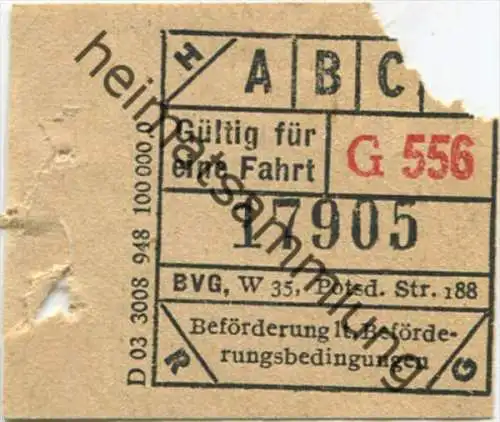 H A B C
Gültig für
eine Fahrt
G 556
17905
BVG, W 35, Potsd. Str. 188
Beförderung lt. Beförde-
rungsbedingungen
R G
D 03 3008 948 100 000.0
heimatsammlung